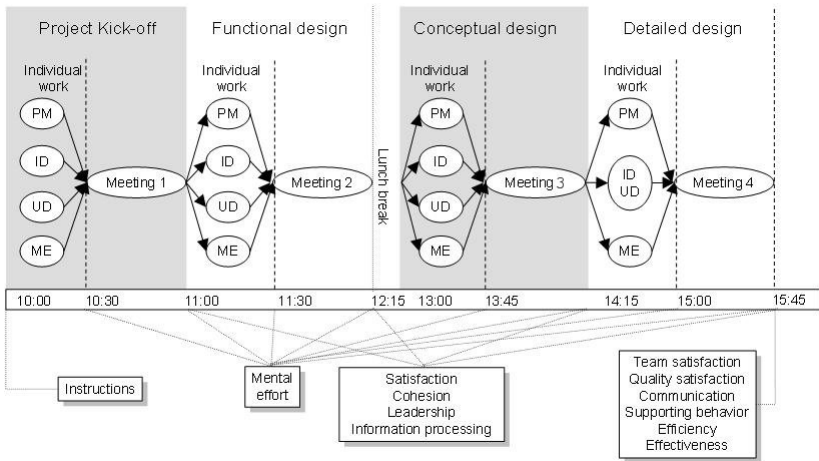 Project Kick-off
Functional design
Conceptual design
Detailed design
Individual
work
Individual
work
Individual
work
Individual
work
PM
PM
PM
PM
ID
ID
ID
ID
UD
Meeting 1
Meeting 2
Lunch break
Meeting 3
Meeting 4
UD
UD
UD
ME
ME
ME
ME
10:00
10:30
11:00
11:30
12:15
13:00
13:45
14:15
15:00
15:45
Instructions
Mental
effort
Satisfaction
Cohesion
Leadership
Information processing
Team satisfaction
Quality satisfaction
Communication
Supporting behavior
Efficiency
Effectiveness